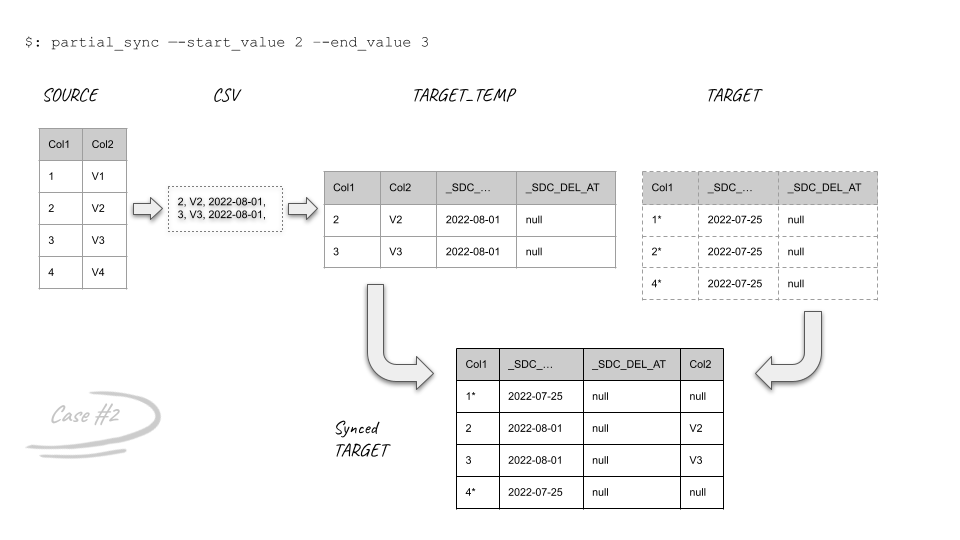 $: partial_sync –-start_value 2 –-end_value 3
SOURCE CSV TARGET_TEMP TARGET
Col1 Col2
1 V1
2 V2
3 V3
4 V4
2, V2, 2022-08-01,
3, V3, 2022-08-01,
Col1 Col2 _SDC_… _SDC_DEL_AT
2 V2 2022-08-01 null
3 V3 2022-08-01 null
Col1 _SDC_… _SDC_DEL_AT
1* 2022-07-25 null
2* 2022-07-25 null
4* 2022-07-25 null
Case #2
Synced
TARGET
Col1 _SDC_… _SDC_DEL_AT Col2
1* 2022-07-25 null null
2 2022-08-01 null V2
3 2022-08-01 null V3
4* 2022-07-25 null null